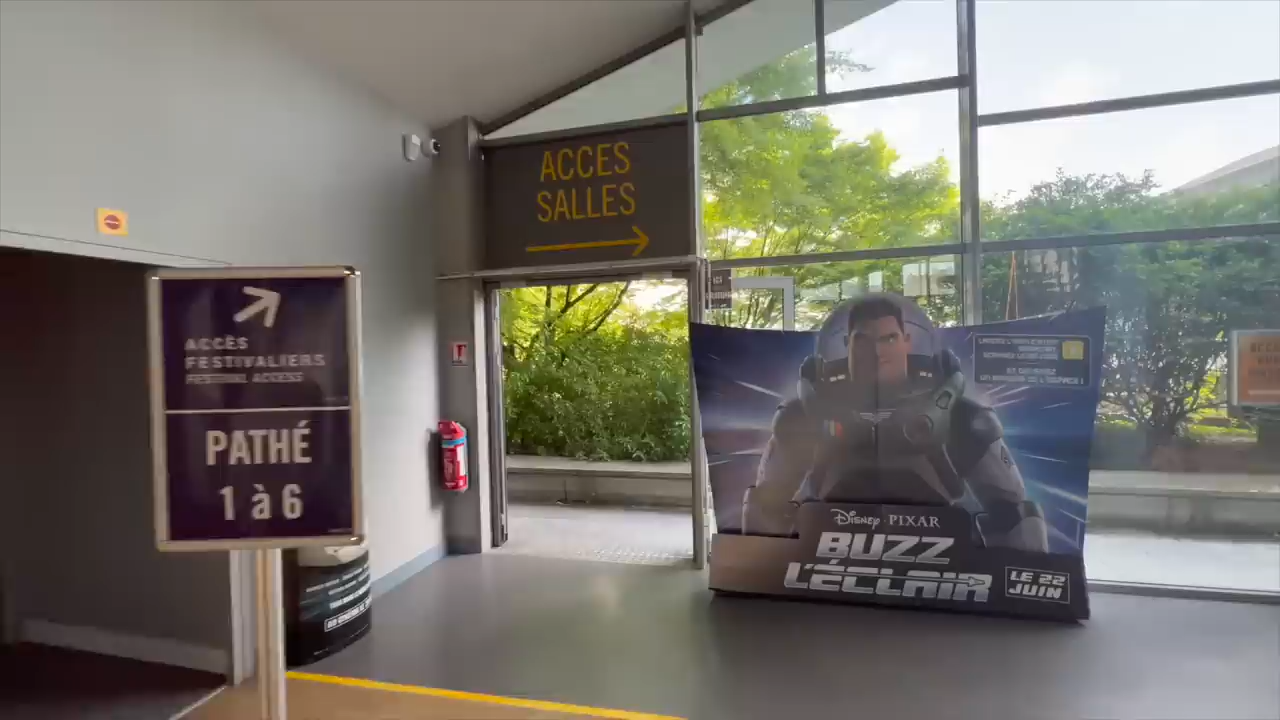 ACCES
SALLES
ACCÈS
FESTIVALIERS
FESTIVAL ACCESS
PATHÉ
1 à 6
DISNEY · PIXAR
BUZZ
L'ÉCLAIR
LE 22
JUIN